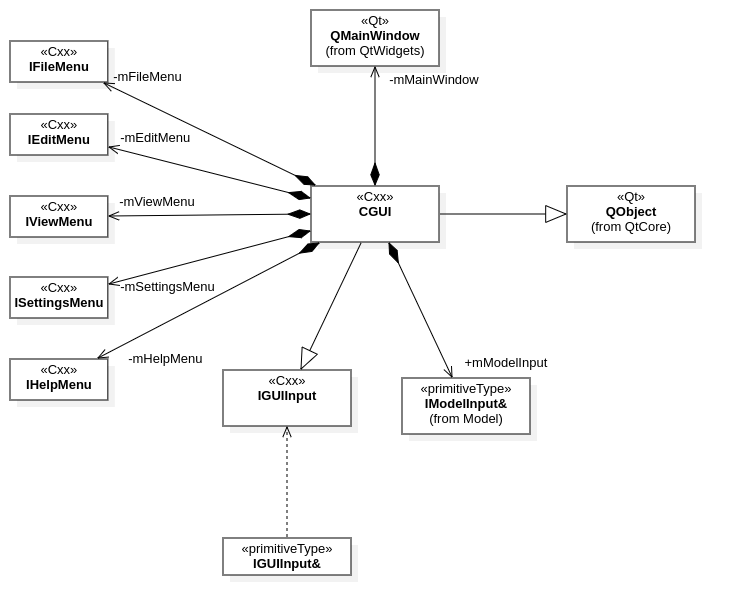 «Qt»
QMainWindow
(from QtWidgets)
-mMainWindow
«Cxx»
IFileMenu
-mFileMenu
«Cxx»
IEditMenu
-mEditMenu
«Cxx»
IViewMenu
-mViewMenu
«Cxx»
CGUI
«Qt»
QObject
(from QtCore)
«Cxx»
ISettingsMenu
-mSettingsMenu
«Cxx»
IHelpMenu
-mHelpMenu
«Cxx»
IGUIInput
+mModelInput
«primitiveType»
IModelInput&
(from Model)
«primitiveType»
IGUIInput&